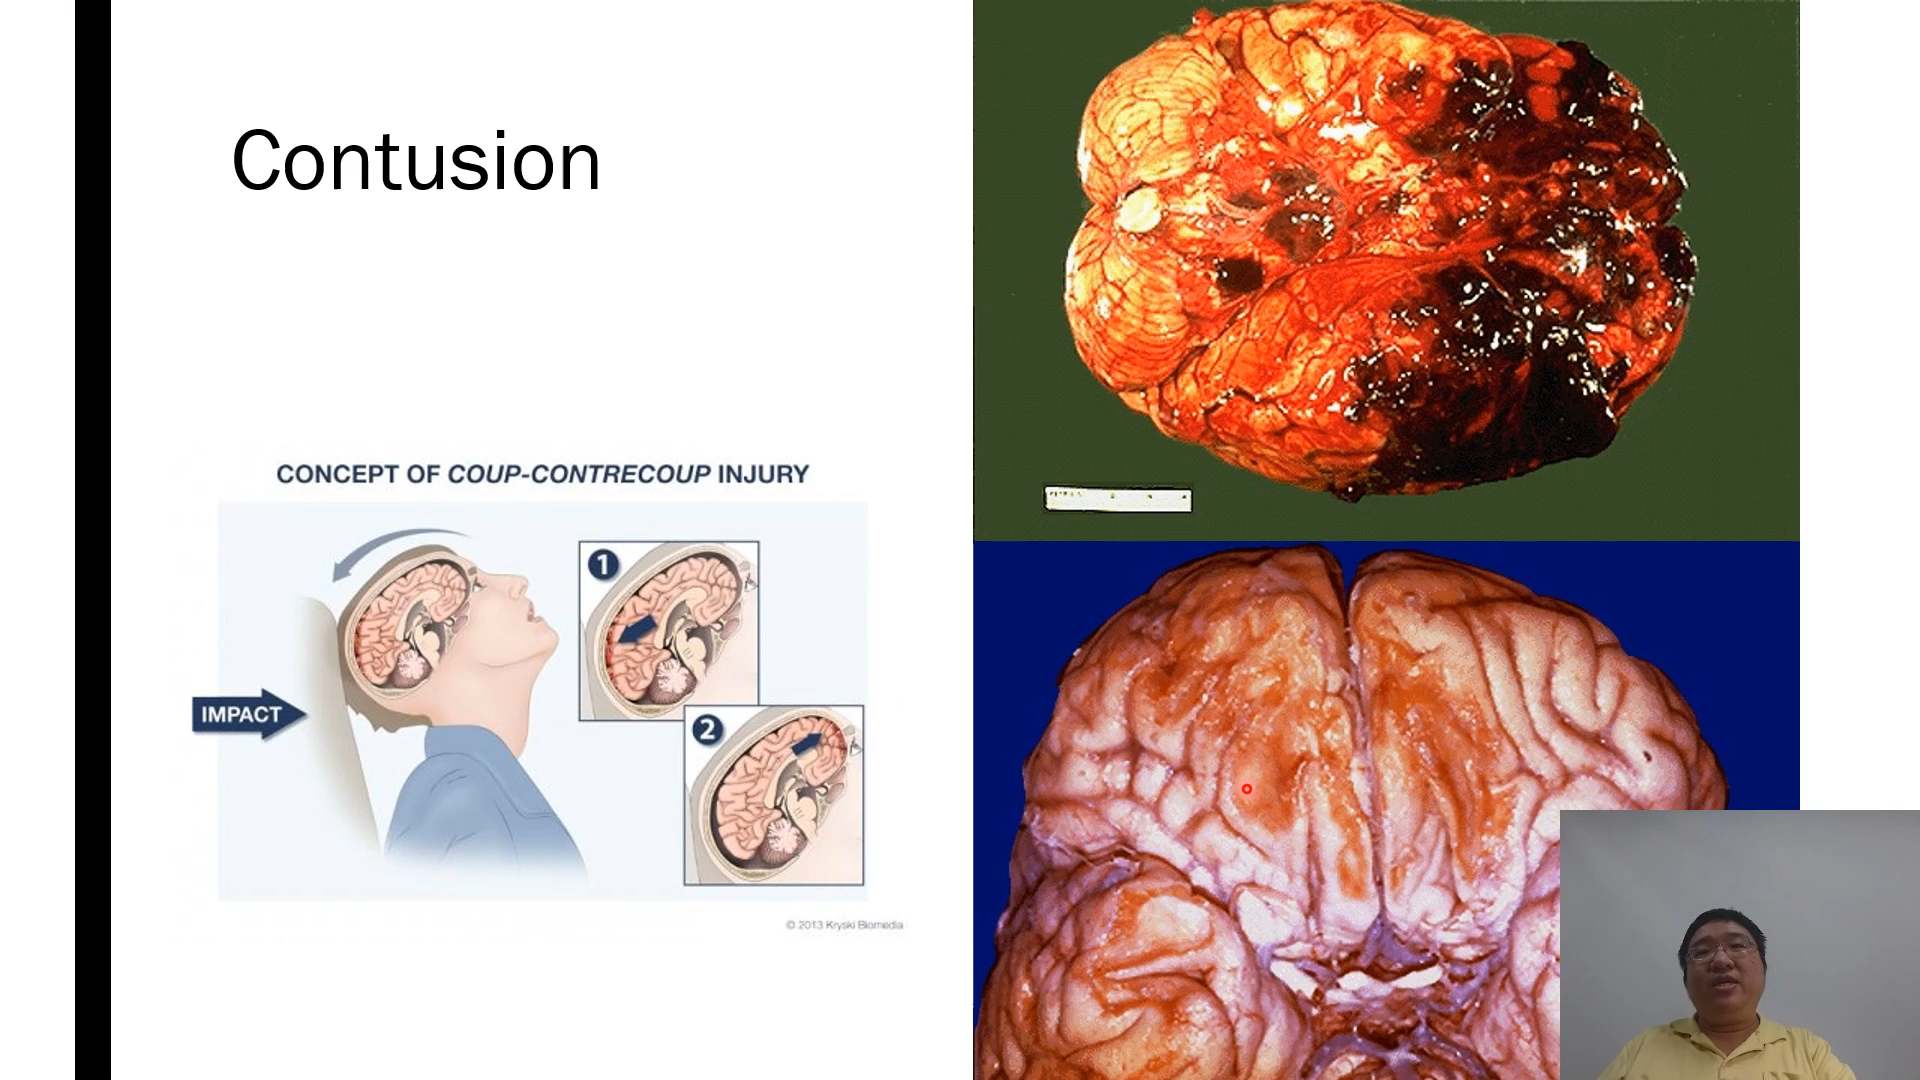 Contusion
CONCEPT OF COUP-CONTRECOUP INJURY
1
IMPACT
2
© 2013 Kryski Biomedia